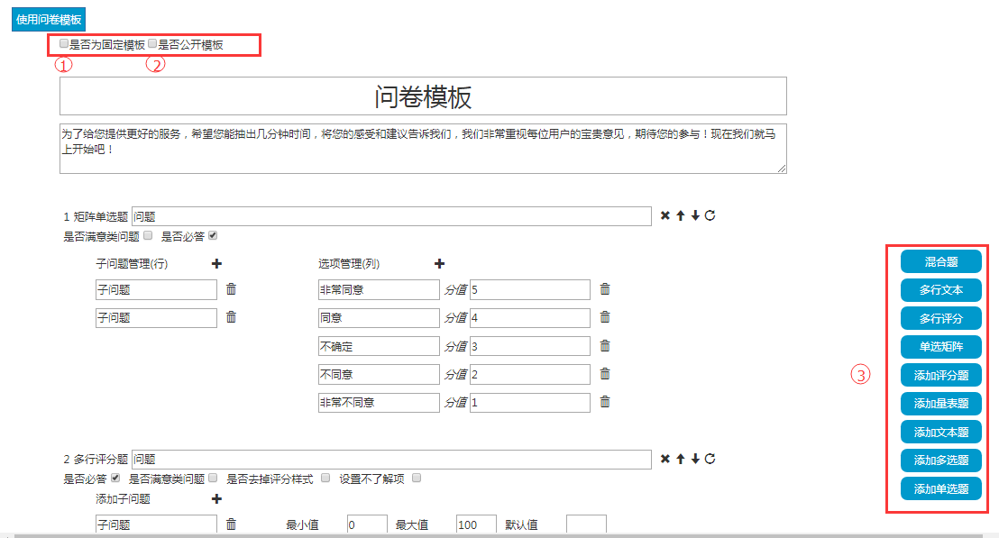 使用问卷模板
是否为固定模板 是否公开模板
① ②
问卷模板
为了给您提供更好的服务，希望您能抽出几分钟时间，将您的感受和建议告诉我们，我们非常重视每位用户的宝贵意见，期待您的参与！现在我们就马
上开始吧！
1 矩阵单选题 问题
是否满意类问题 是否必答
子问题管理(行) 选项管理(列)
子问题 非常同意 分值 5
子问题 同意 分值 4
不确定 分值 3
不同意 分值 2
非常不同意 分值 1
2 多行评分题 问题
是否必答 是否满意类问题 是否去掉评分样式 设置不了解项
添加子问题
子问题 最小值 0 最大值 100 默认值
③
混合题
多行文本
多行评分
单选矩阵
添加评分题
添加量表题
添加文本题
添加多选题
添加单选题